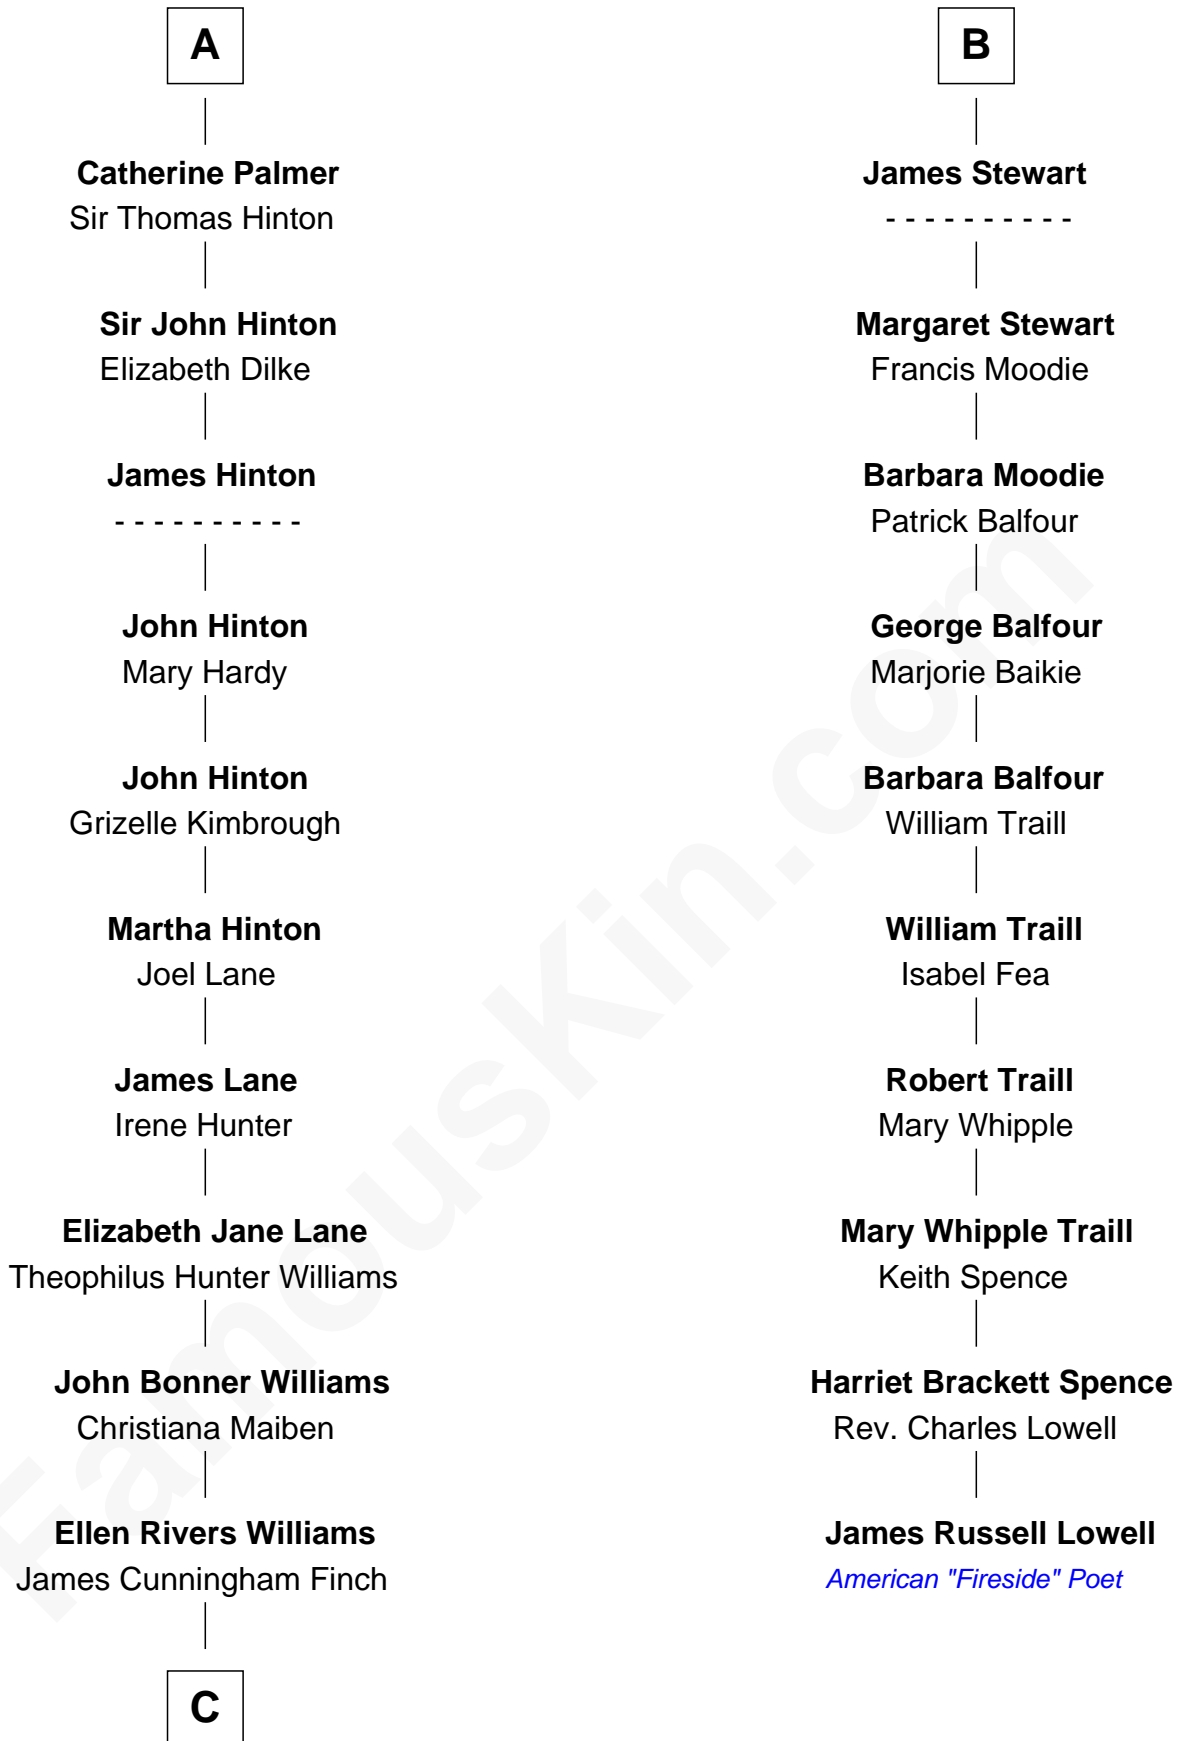 A
Catherine Palmer
Sir Thomas Hinton
Sir John Hinton
Elizabeth Dilke
James Hinton
- - - - - - - - - -
John Hinton
Mary Hardy
John Hinton
Grizelle Kimbrough
Martha Hinton
Joel Lane
James Lane
Irene Hunter
Elizabeth Jane Lane
Theophilus Hunter Williams
John Bonner Williams
Christiana Maiben
Ellen Rivers Williams
James Cunningham Finch
C
B
James Stewart
- - - - - - - - - -
Margaret Stewart
Francis Moodie
Barbara Moodie
Patrick Balfour
George Balfour
Marjorie Baikie
Barbara Balfour
William Traill
William Traill
Isabel Fea
Robert Traill
Mary Whipple
Mary Whipple Traill
Keith Spence
Harriet Brackett Spence
Rev. Charles Lowell
James Russell Lowell
American "Fireside" Poet
FamousKin.com